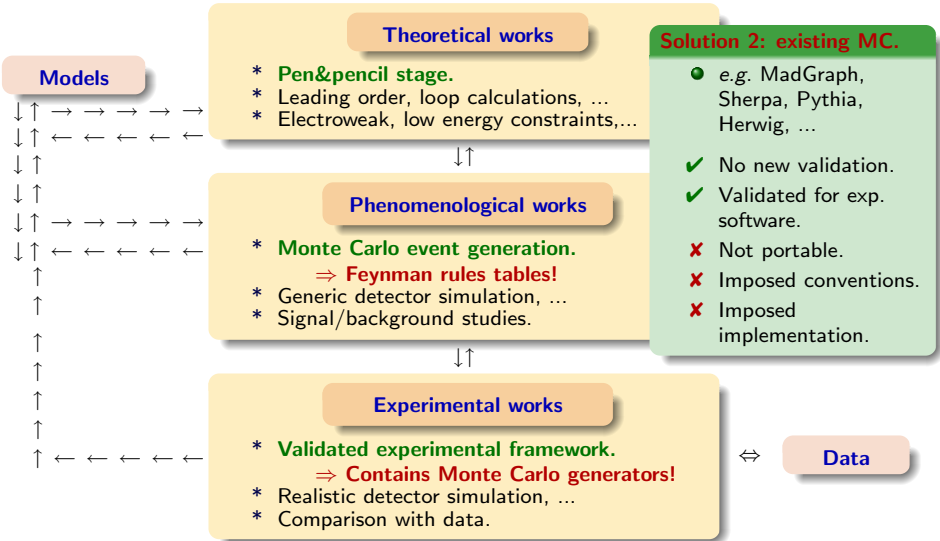 Models
↓↑ → → → → → →
↓↑ ← ← ← ← ← ←
↓↑
↓↑
↓↑ → → → → → →
↓↑ ← ← ← ← ← ←
↑
↑
↑
↑
↑
↑
↑ ← ← ← ← ← ←
Theoretical works
* Pen&pencil stage.
* Leading order, loop calculations, ...
* Electroweak, low energy constraints,...
↓↑
Phenomenological works
* Monte Carlo event generation.
⇒ Feynman rules tables!
* Generic detector simulation, ...
* Signal/background studies.
↓↑
Experimental works
* Validated experimental framework.
⇒ Contains Monte Carlo generators!
* Realistic detector simulation, ...
* Comparison with data.
⇔
Data
Solution 2: existing MC.
e.g. MadGraph,
Sherpa, Pythia,
Herwig, ...
✔ No new validation.
✔ Validated for exp.
software.
✘ Not portable.
✘ Imposed conventions.
✘ Imposed
implementation.